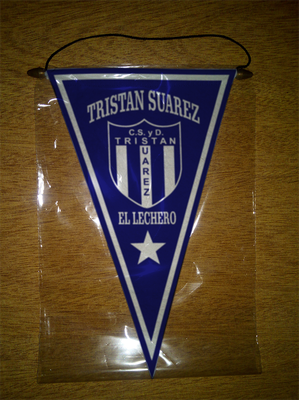 TRISTAN SUAREZ
C.S. y D.
TRISTAN
SUAREZ
EL LECHERO